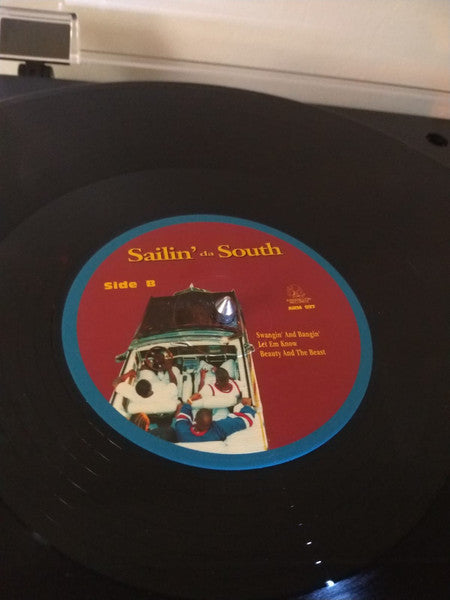 Sailin' da South
Side B
Swangin' And Bangin'
Let Em Know
Beauty And The Beast